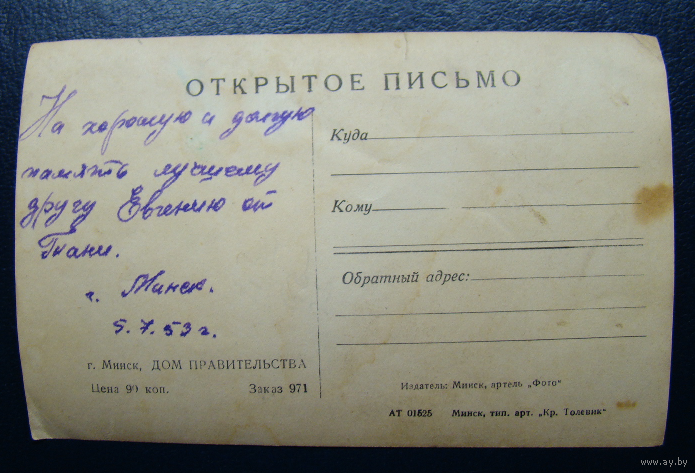 ОТКРЫТОЕ ПИСЬМО
На хорошую и долгую
память лучшему
другу Евгению от
Ткани.
г. Минск.
5.7.53 г.
Куда
Кому
Обратный адрес:
г. Минск, ДОМ ПРАВИТЕЛЬСТВА
Цена 90 коп. Заказ 971
Издатель: Минск, артель „Фото"
АТ 01525 Минск, тип. арт. „Кр. Толевик"
www.ay.by